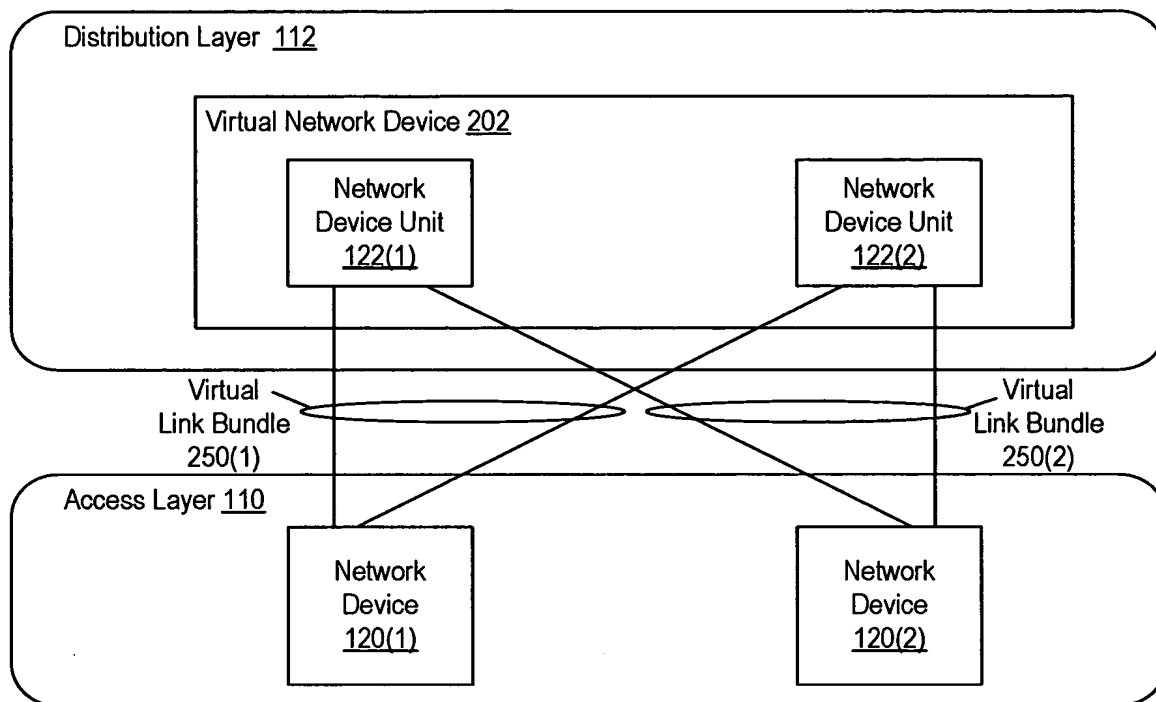 Distribution Layer 112
Virtual Network Device 202
Network
Device Unit
122(1)
Network
Device Unit
122(2)
Virtual
Link Bundle
250(1)
Virtual
Link Bundle
250(2)
Access Layer 110
Network
Device
120(1)
Network
Device
120(2)